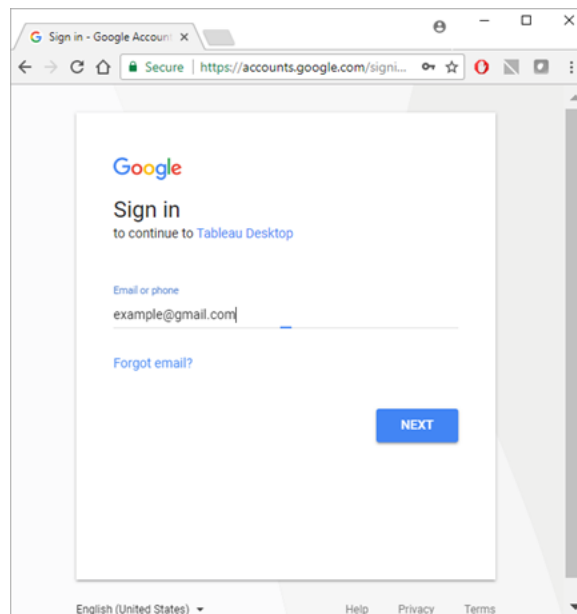 Sign in - Google Accoun
Secure | https://accounts.google.com/signi...
Google
Sign in
to continue to Tableau Desktop
Email or phone
example@gmail.com
Forgot email?
NEXT
English (United States)
Help Privacy Terms